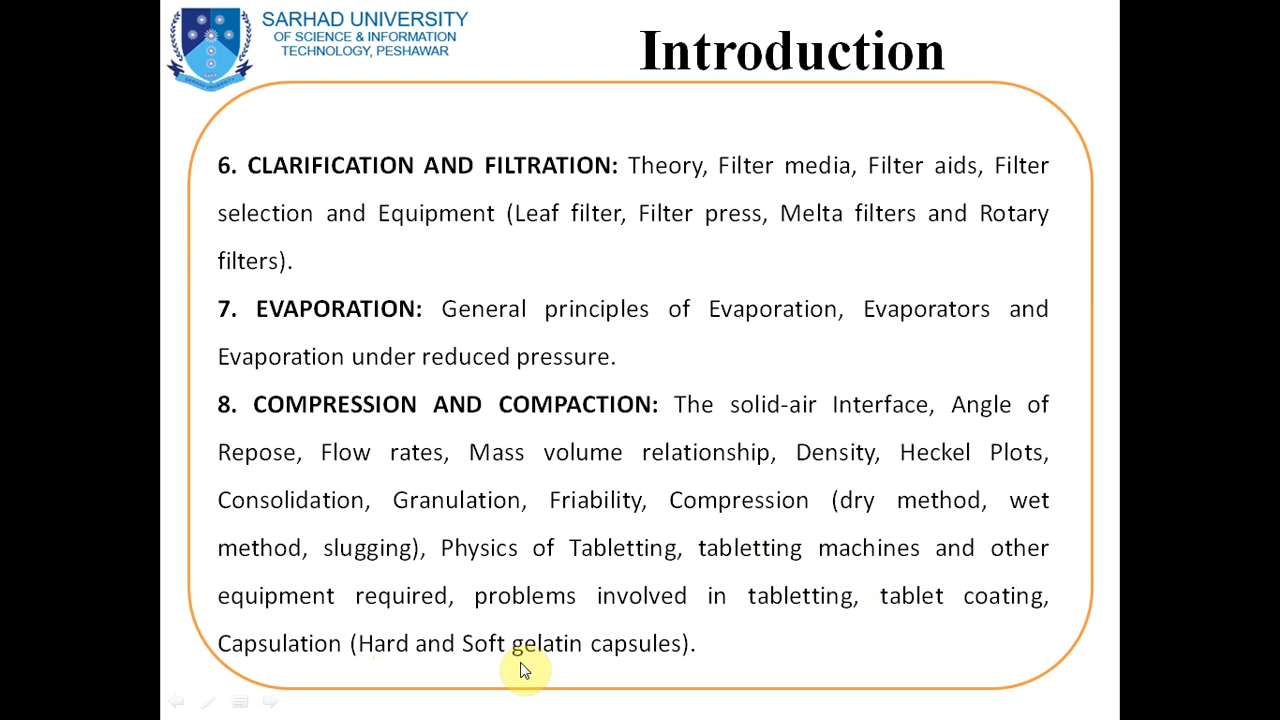 SARHAD UNIVERSITY
OF SCIENCE & INFORMATION
TECHNOLOGY, PESHAWAR
Introduction
6. CLARIFICATION AND FILTRATION: Theory, Filter media, Filter aids, Filter
selection and Equipment (Leaf filter, Filter press, Melta filters and Rotary
filters).
7. EVAPORATION: General principles of Evaporation, Evaporators and
Evaporation under reduced pressure.
8. COMPRESSION AND COMPACTION: The solid-air Interface, Angle of
Repose, Flow rates, Mass volume relationship, Density, Heckel Plots,
Consolidation, Granulation, Friability, Compression (dry method, wet
method, slugging), Physics of Tabletting, tabletting machines and other
equipment required, problems involved in tabletting, tablet coating,
Capsulation (Hard and Soft gelatin capsules).